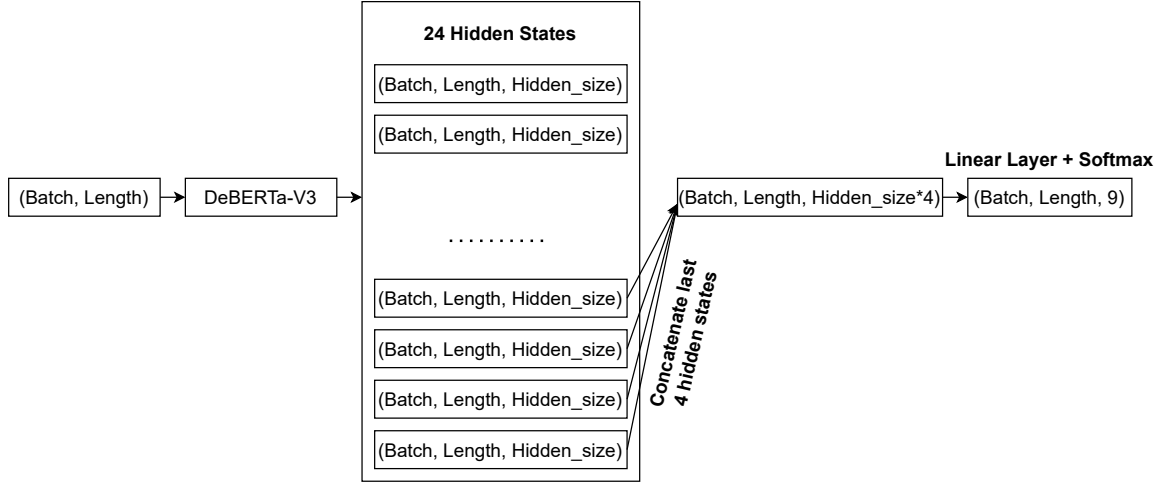 24 Hidden States
(Batch, Length, Hidden_size)
(Batch, Length, Hidden_size)
(Batch, Length)
DeBERTa-V3
..........
(Batch, Length, Hidden_size)
(Batch, Length, Hidden_size)
(Batch, Length, Hidden_size)
(Batch, Length, Hidden_size)
Concatenate last
4 hidden states
(Batch, Length, Hidden_size*4)
Linear Layer + Softmax
(Batch, Length, 9)